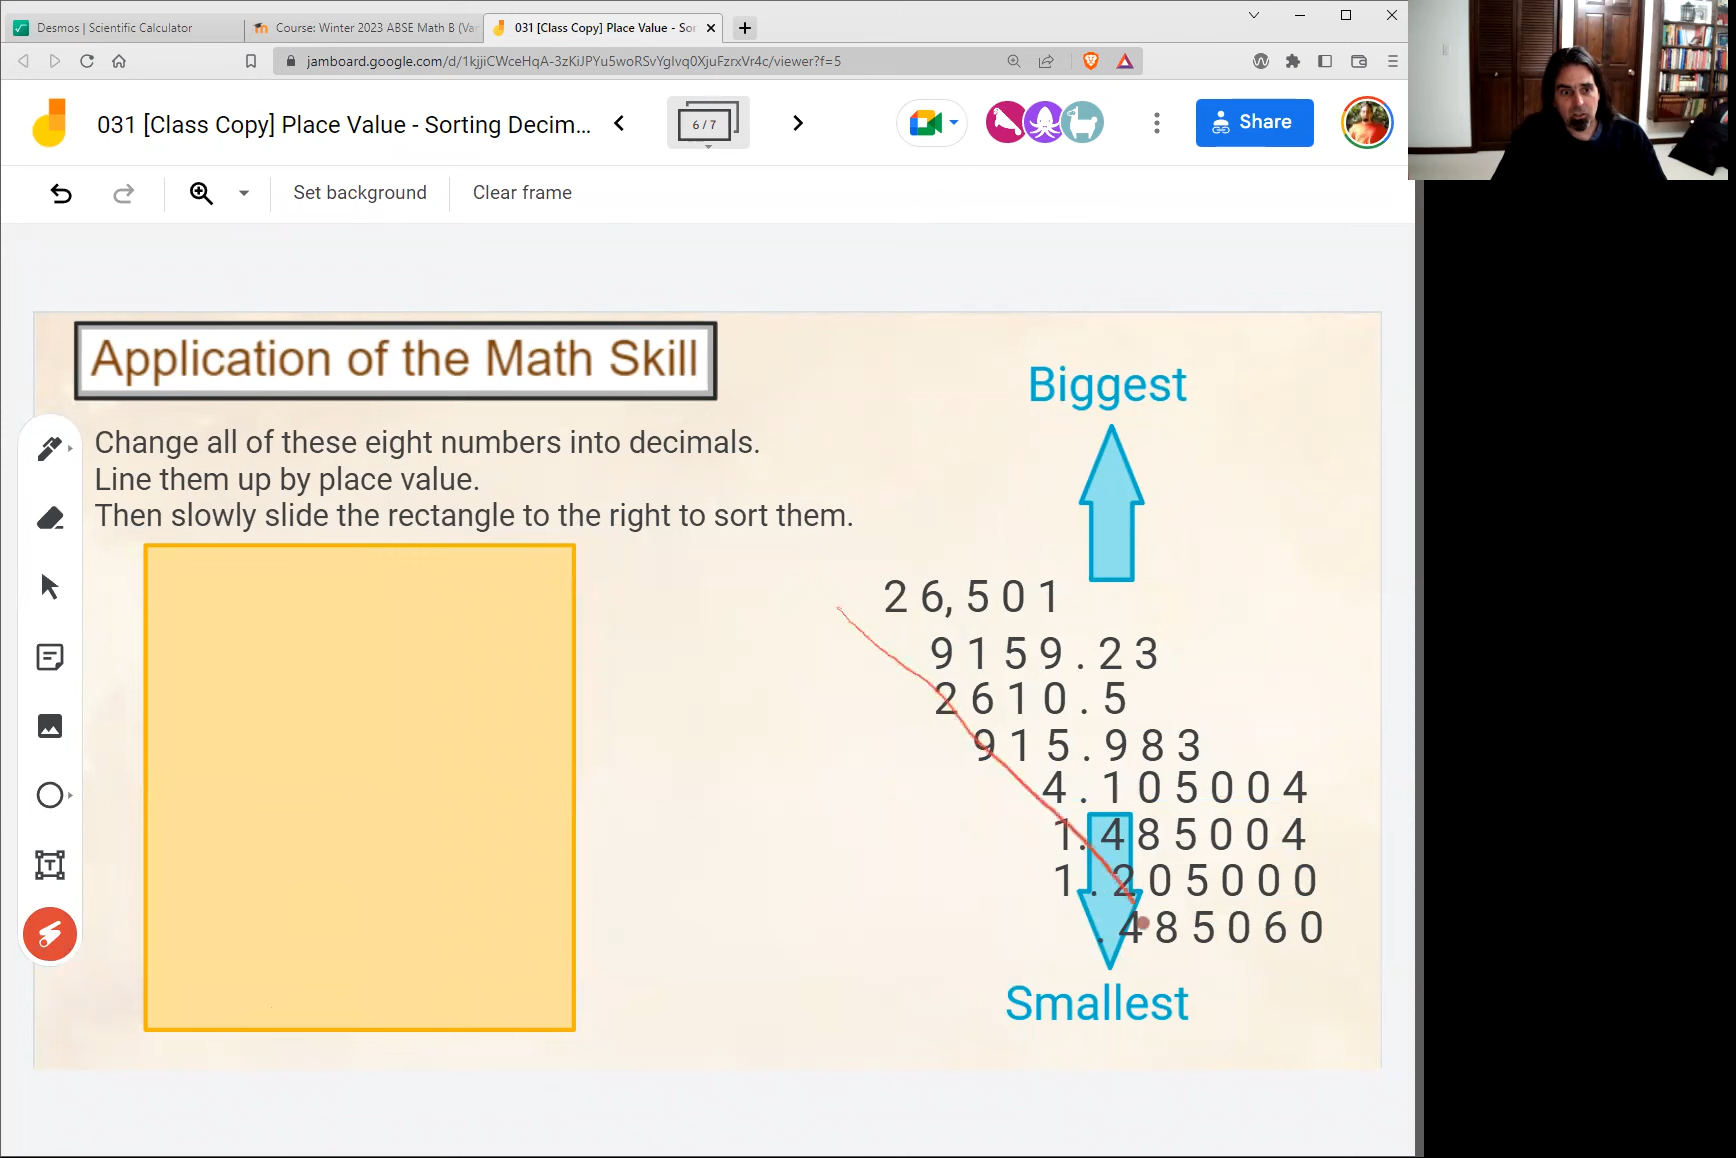 Desmos | Scientific Calculator
Course: Winter 2023 ABSE Math B (Va
031 [Class Copy] Place Value - Sor
jamboard.google.com/d/1kjjiCWceHqA-3zKiJPYu5woRSvYgIvq0XjuFzrxVr4c/viewer?f=5
031 [Class Copy] Place Value - Sorting Decim...
6 / 7
Share
Set background
Clear frame
Application of the Math Skill
Change all of these eight numbers into decimals.
Line them up by place value.
Then slowly slide the rectangle to the right to sort them.
Biggest
2 6, 5 0 1
9 1 5 9 . 2 3
2 6 1 0 . 5
9 1 5 . 9 8 3
4 . 1 0 5 0 0 4
1. 4 8 5 0 0 4
1 . 2 0 5 0 0 0
. 4 8 5 0 6 0
Smallest